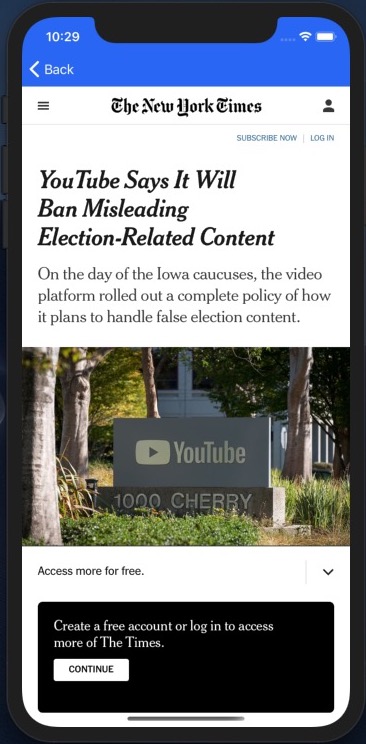 10:29
Back
The New York Times
SUBSCRIBE NOW | LOG IN
YouTube Says It Will
Ban Misleading
Election-Related Content
On the day of the Iowa caucuses, the video
platform rolled out a complete policy of how
it plans to handle false election content.
YouTube
1000 CHERRY
Access more for free.
Create a free account or log in to access
more of The Times.
CONTINUE